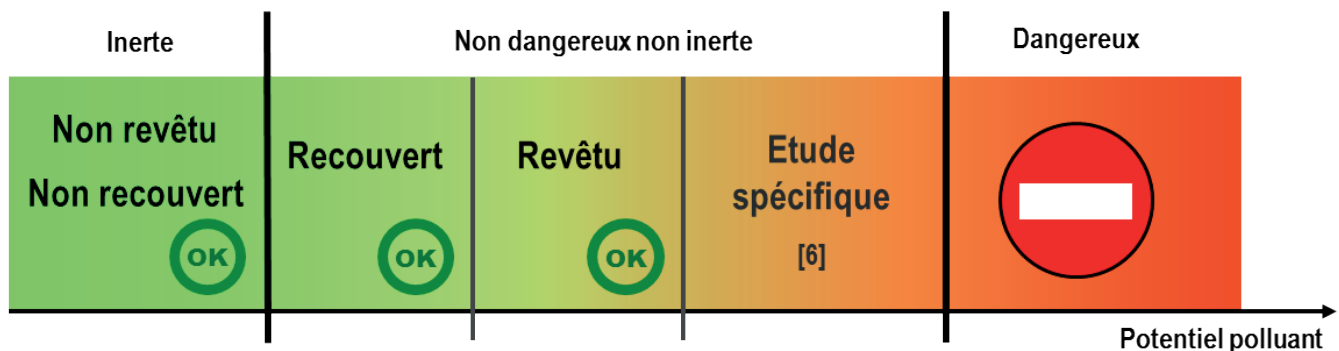 Inerte
Non dangereux non inerte
Dangereux
Non revêtu
Non recouvert
OK
Recouvert
OK
Revêtu
OK
Etude
spécifique
[6]
Potentiel polluant